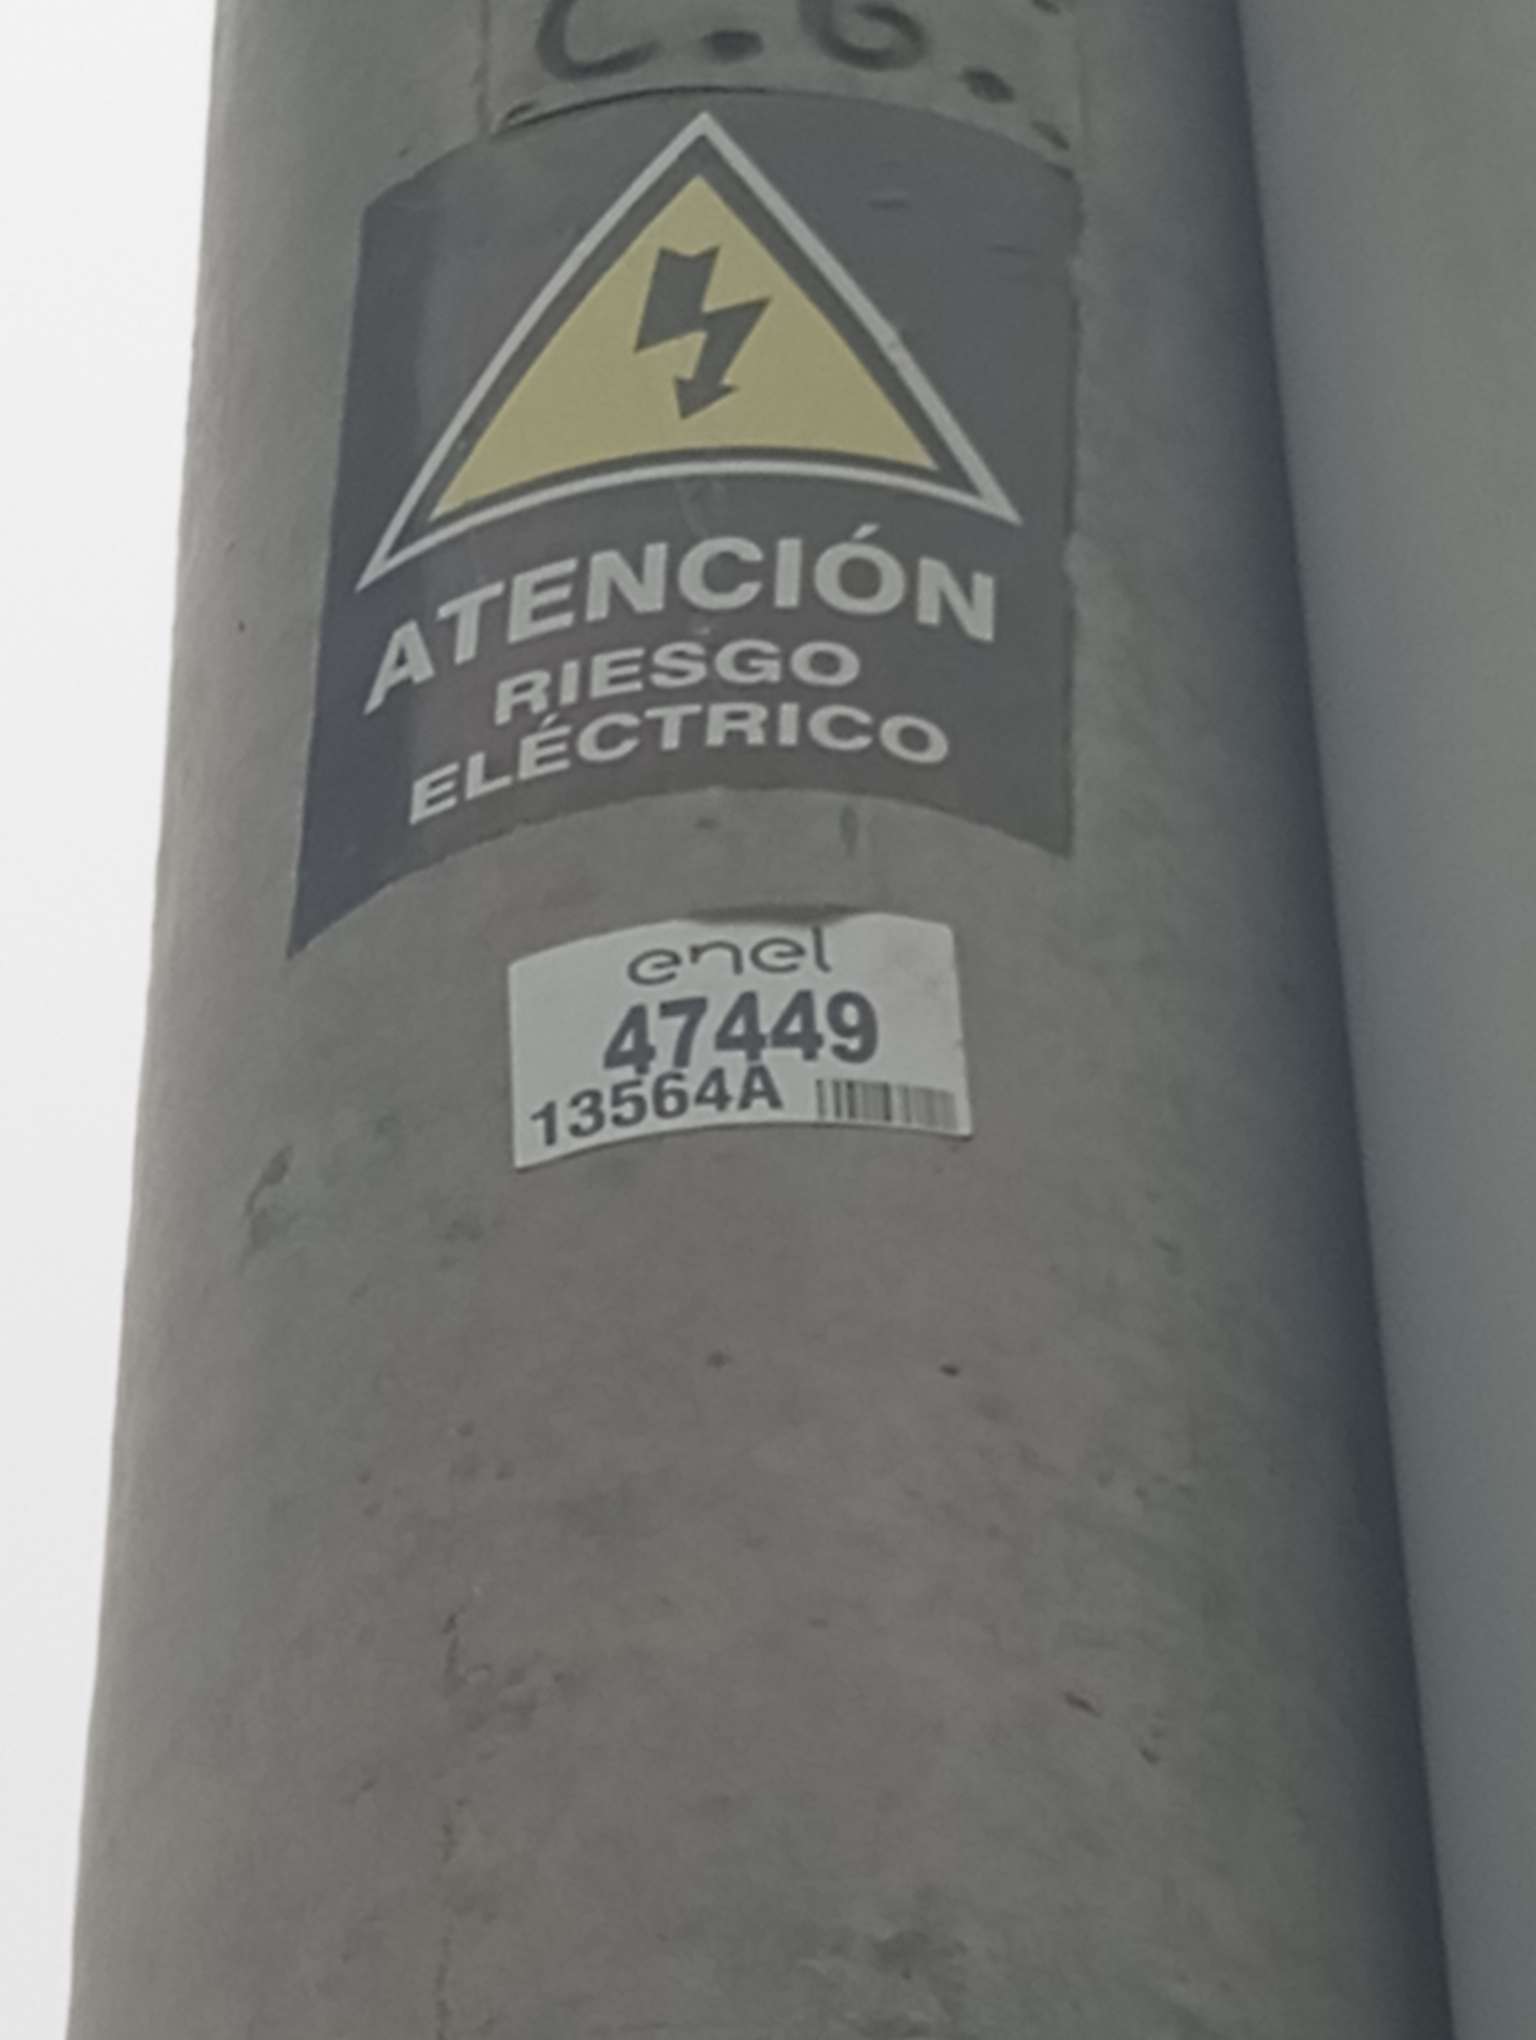 C.G.
ATENCIÓN
RIESGO
ELÉCTRICO
enel
47449
13564A